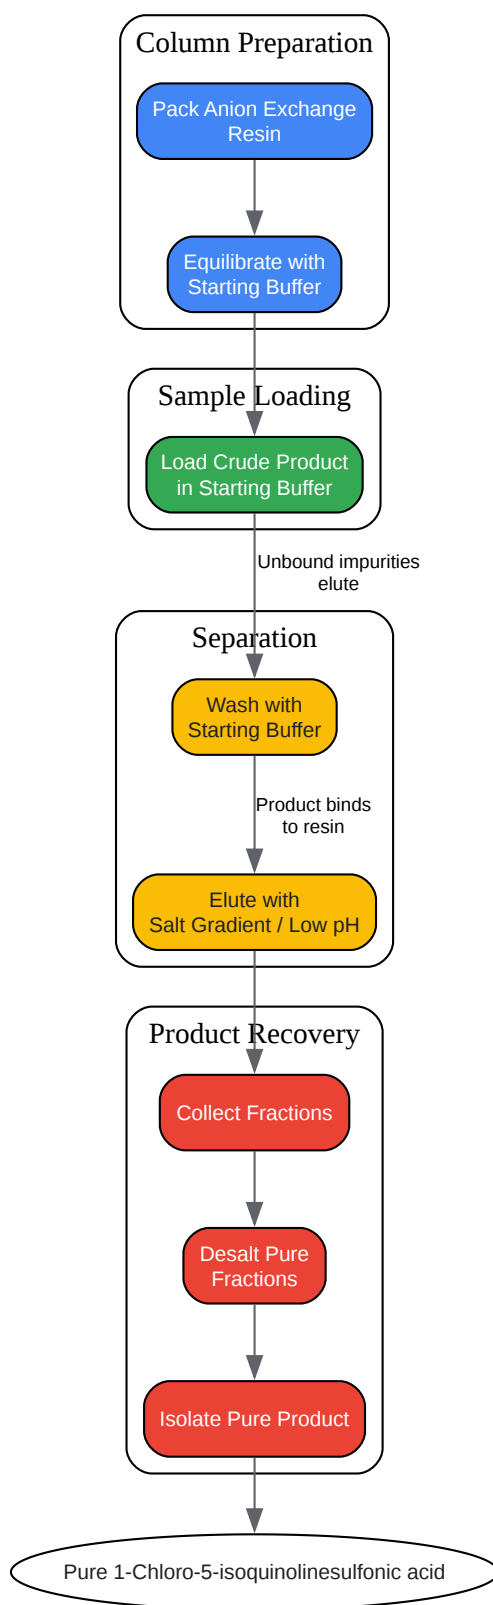 Column Preparation
Pack Anion Exchange
Resin
Equilibrate with
Starting Buffer
Sample Loading
Load Crude Product
in Starting Buffer
Unbound impurities
elute
Separation
Wash with
Starting Buffer
Product binds
to resin
Elute with
Salt Gradient / Low pH
Product Recovery
Collect Fractions
Desalt Pure
Fractions
Isolate Pure Product
Pure 1-Chloro-5-isoquinolinesulfonic acid